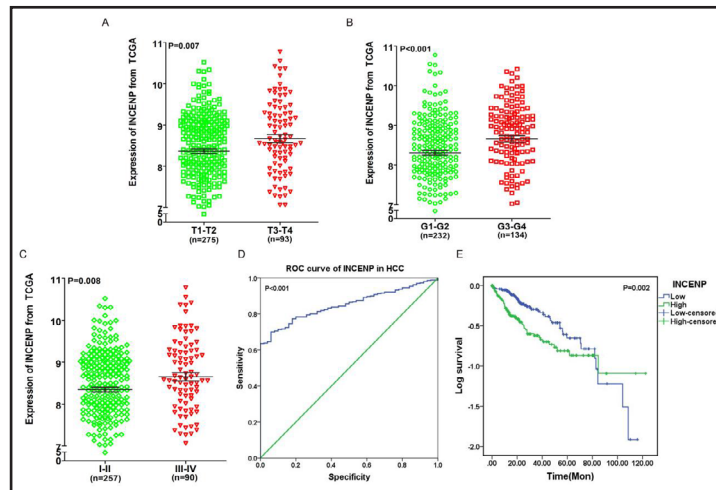 A
P=0.007
Expression of INCENP from TCGA
11
10
9
8
7
5
0
T1-T2
(n=275)
T3-T4
(n=93)
B
P<0.001
Expression of INCENP from TCGA
11
10
9
8
7
5
0
G1-G2
(n=232)
G3-G4
(n=134)
C
P=0.008
Expression of INCENP from TCGA
11
10
9
8
7
5
0
I-II
(n=257)
III-IV
(n=90)
D
ROC curve of INCENP in HCC
P<0.001
Sensitivity
1.0
0.8
0.6
0.4
0.2
0.0
0.0 0.2 0.4 0.6 0.8 1.0
Specificity
E
P=0.002
Log survival
0.0
-0.5
-1.0
-1.5
-2.0
.00 20.00 40.00 60.00 80.00 100.00 120.00
Time(Mon)
INCENP
Low
High
Low-censored
High-censored